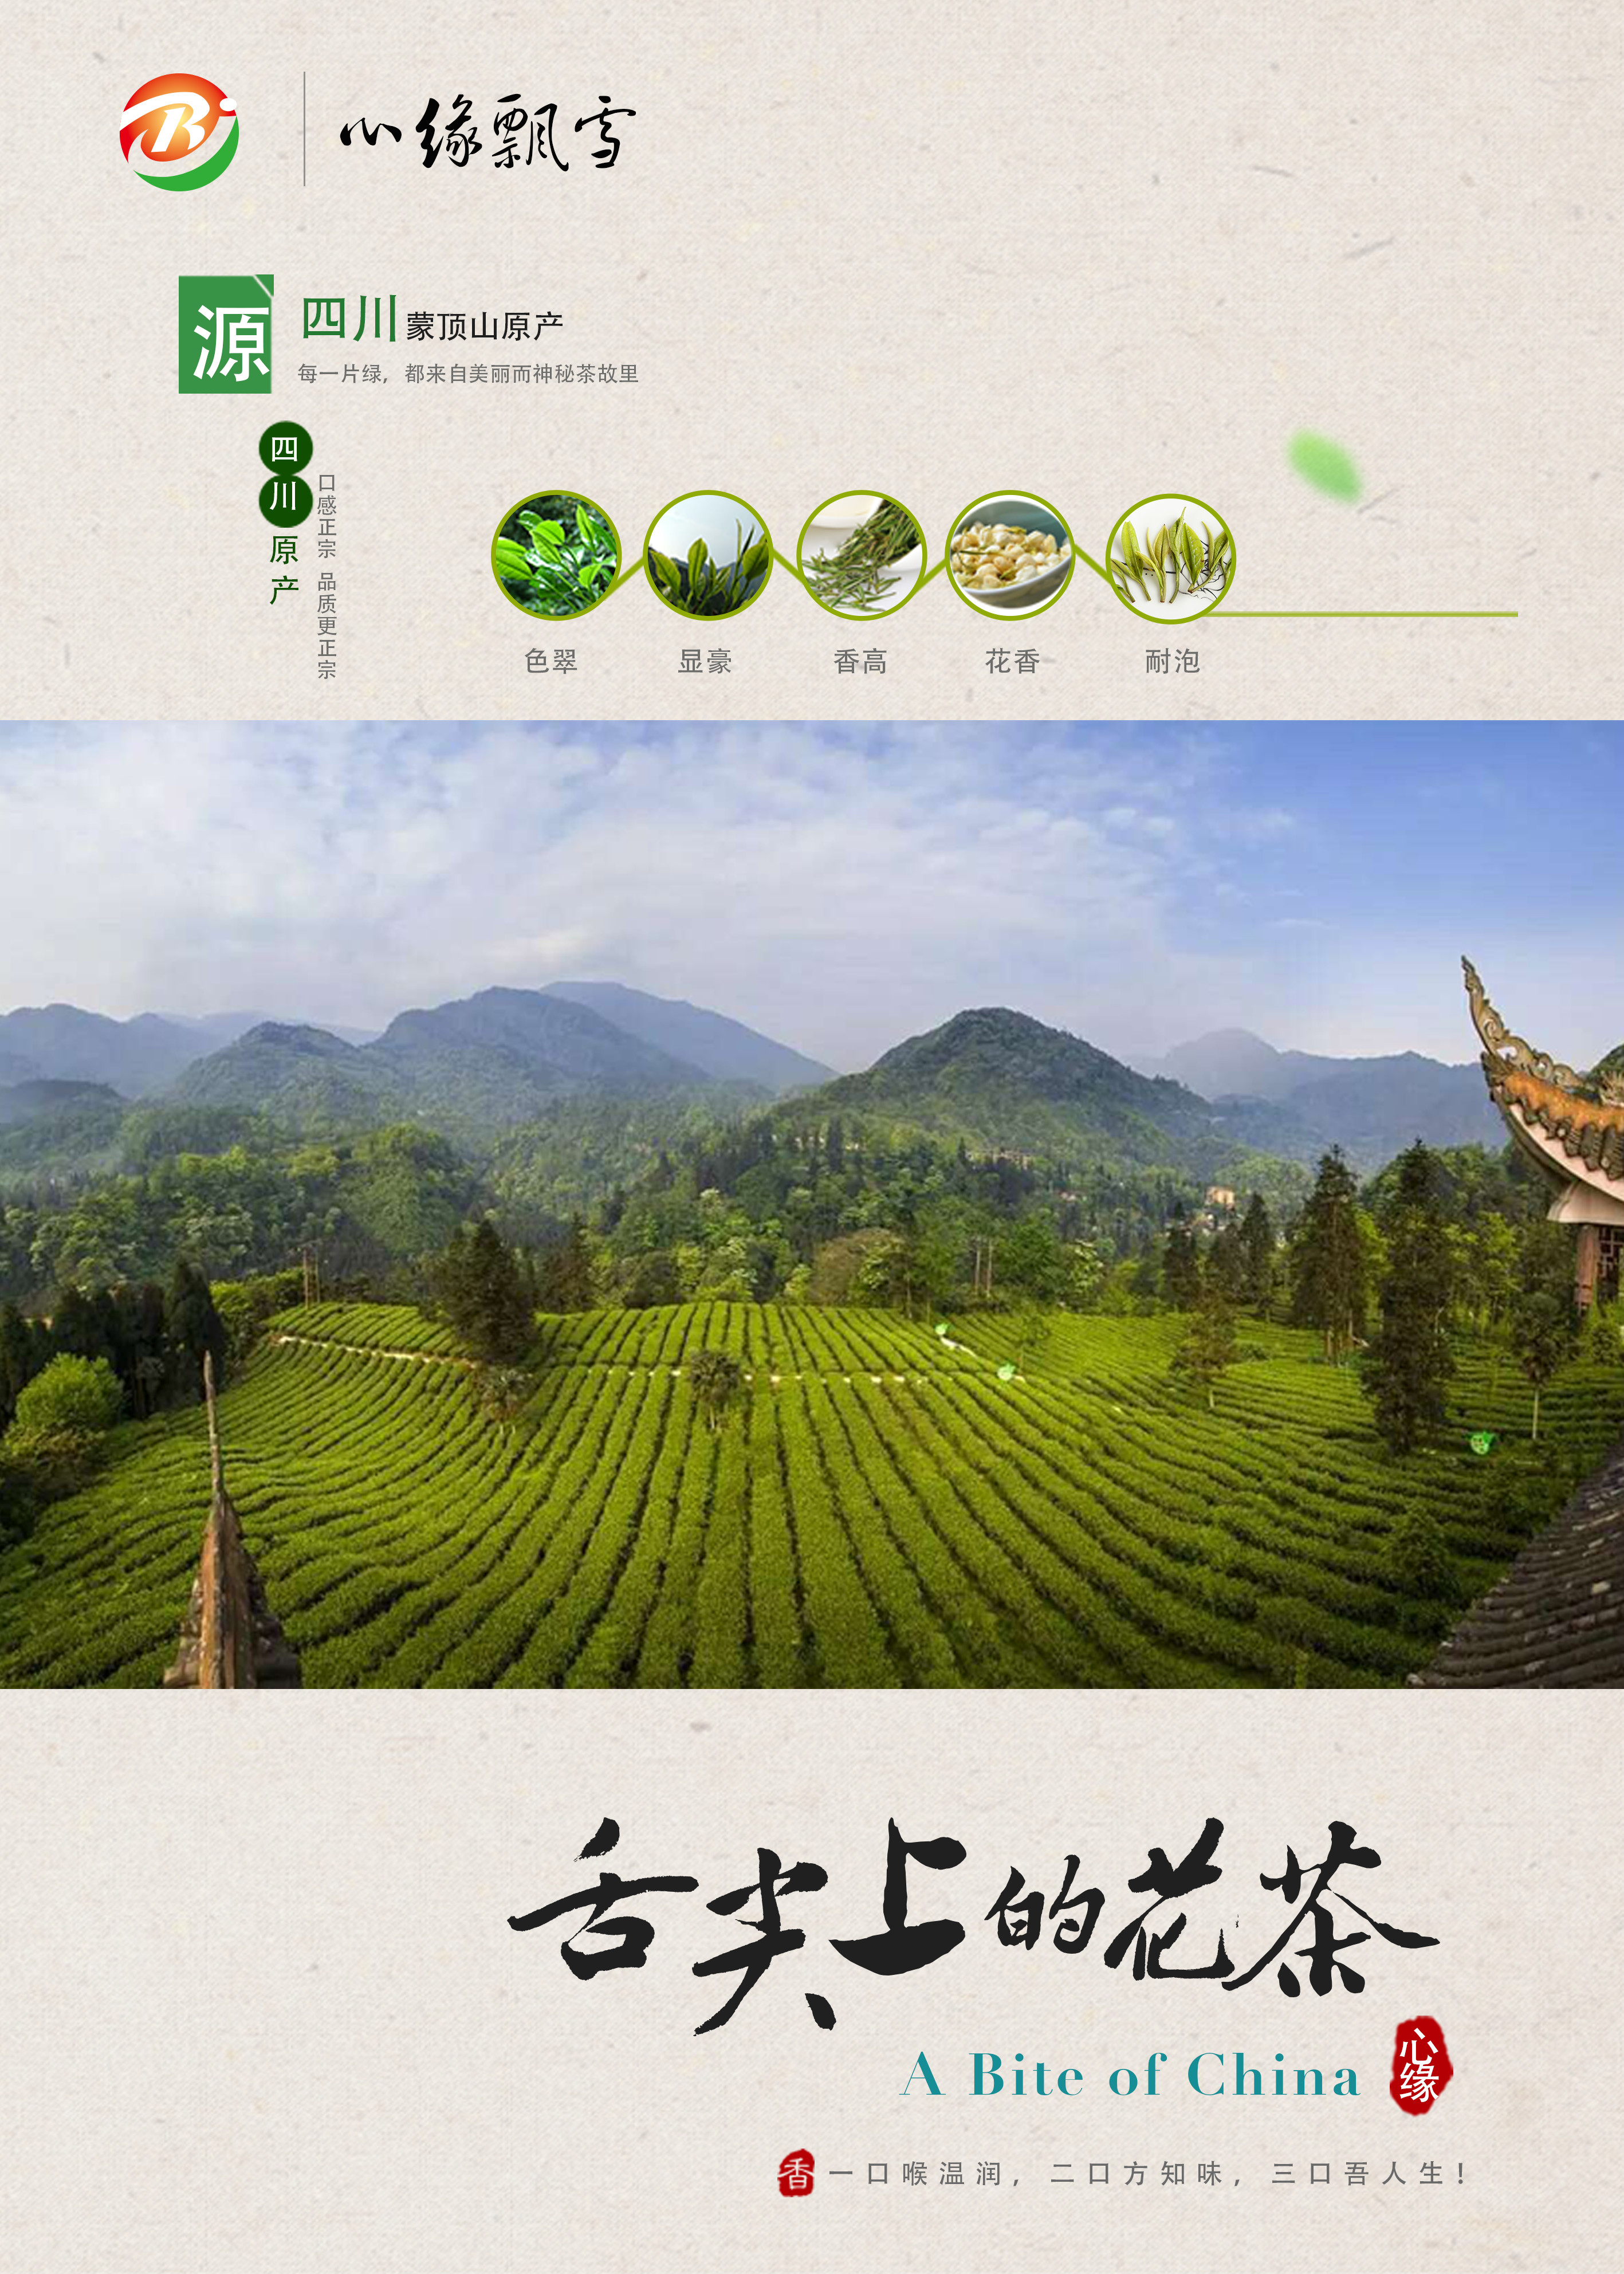 B
心缘飘雪
源
四川蒙顶山原产
每一片绿，都来自美丽而神秘茶故里
四川原产
口感正宗 品质更正宗
色翠 显豪 香高 花香 耐泡
舌尖上的花茶
A Bite of China
心缘
香
一口喉温润，二口方知味，三口吾人生!